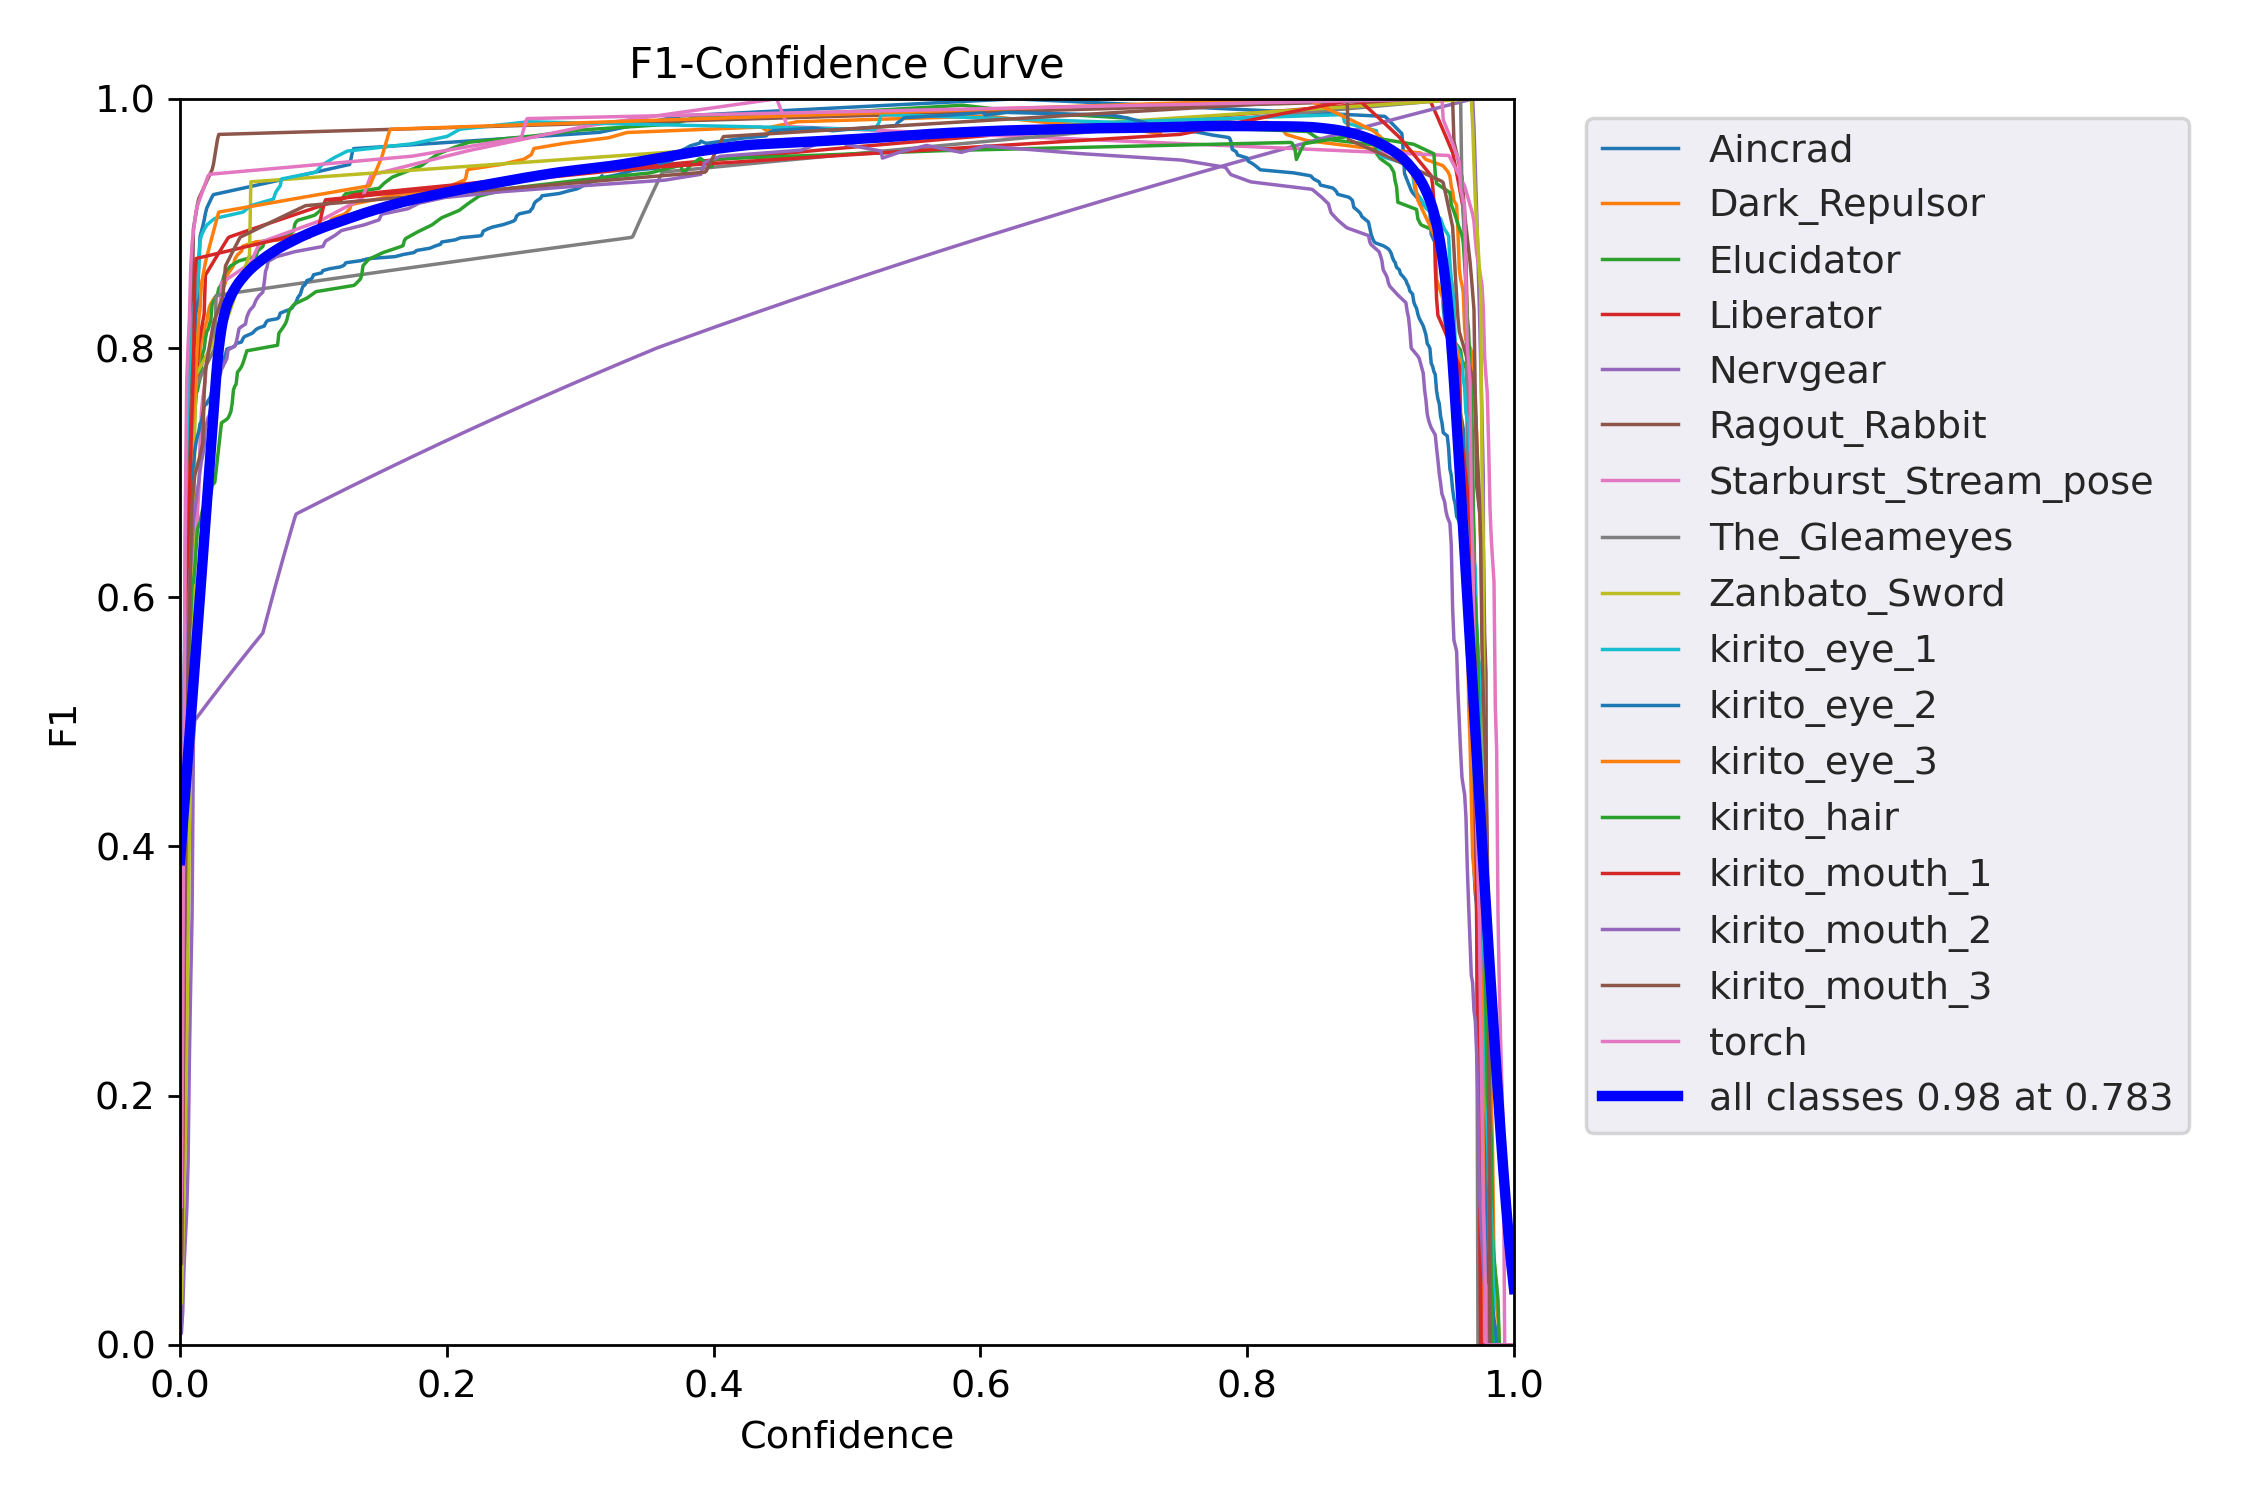 F1-Confidence Curve
1.0
0.8
0.6
0.4
0.2
0.0
F1
0.0 0.2 0.4 0.6 0.8 1.0
Confidence
Aincrad
Dark_Repulsor
Elucidator
Liberator
Nervgear
Ragout_Rabbit
Starburst_Stream_pose
The_Gleameyes
Zanbato_Sword
kirito_eye_1
kirito_eye_2
kirito_eye_3
kirito_hair
kirito_mouth_1
kirito_mouth_2
kirito_mouth_3
torch
all classes 0.98 at 0.783